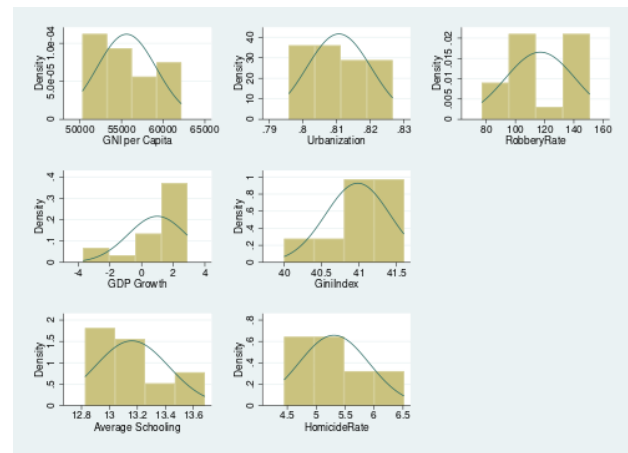 Density
0 5.0e-05 1.0e-04
50000 55000 60000 65000
GNI per Capita
Density
0 10 20 30 40
.79 .8 .81 .82 .83
Urbanization
Density
0 .005 .01 .015 .02
80 100 120 140 160
RobberyRate
Density
0 .1 .2 .3 .4
-4 -2 0 2 4
GDP Growth
Density
0 .2 .4 .6 .8 1
40 40.5 41 41.5
GiniIndex
Density
0 .5 1 1.5 2
12.8 13 13.2 13.4 13.6
Average Schooling
Density
0 .2 .4 .6 .8
4.5 5 5.5 6 6.5
HomicideRate